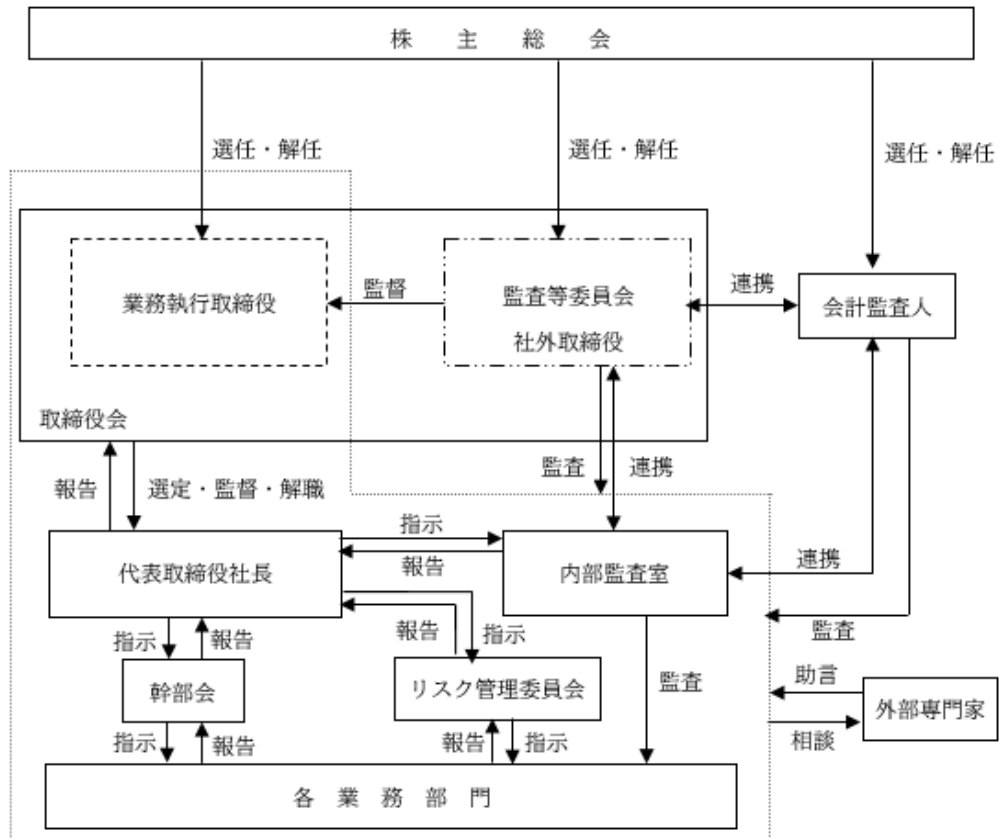 株 主 総 会
選任・解任
選任・解任
選任・解任
業務執行取締役
監督
監査等委員会
社外取締役
連携
会計監査人
取締役会
報告
選定・監督・解職
監査
連携
指示
代表取締役社長
報告
内部監査室
連携
指示
報告
報告
指示
監査
監査
幹部会
リスク管理委員会
助言
外部専門家
相談
指示
報告
報告
指示
各 業 務 部 門